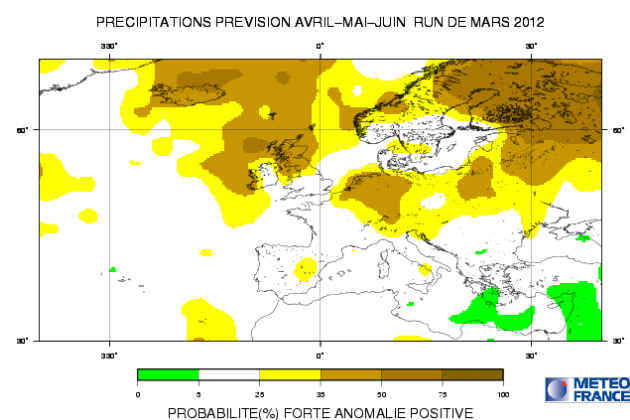 PRECIPITATIONS PREVISION AVRIL–MAI–JUIN RUN DE MARS 2012
330° 0° 30°
60° 60°
30° 30°
330° 0° 30°
0 5 25 35 50 75 100
PROBABILITE(%) FORTE ANOMALIE POSITIVE
METEO
FRANCE